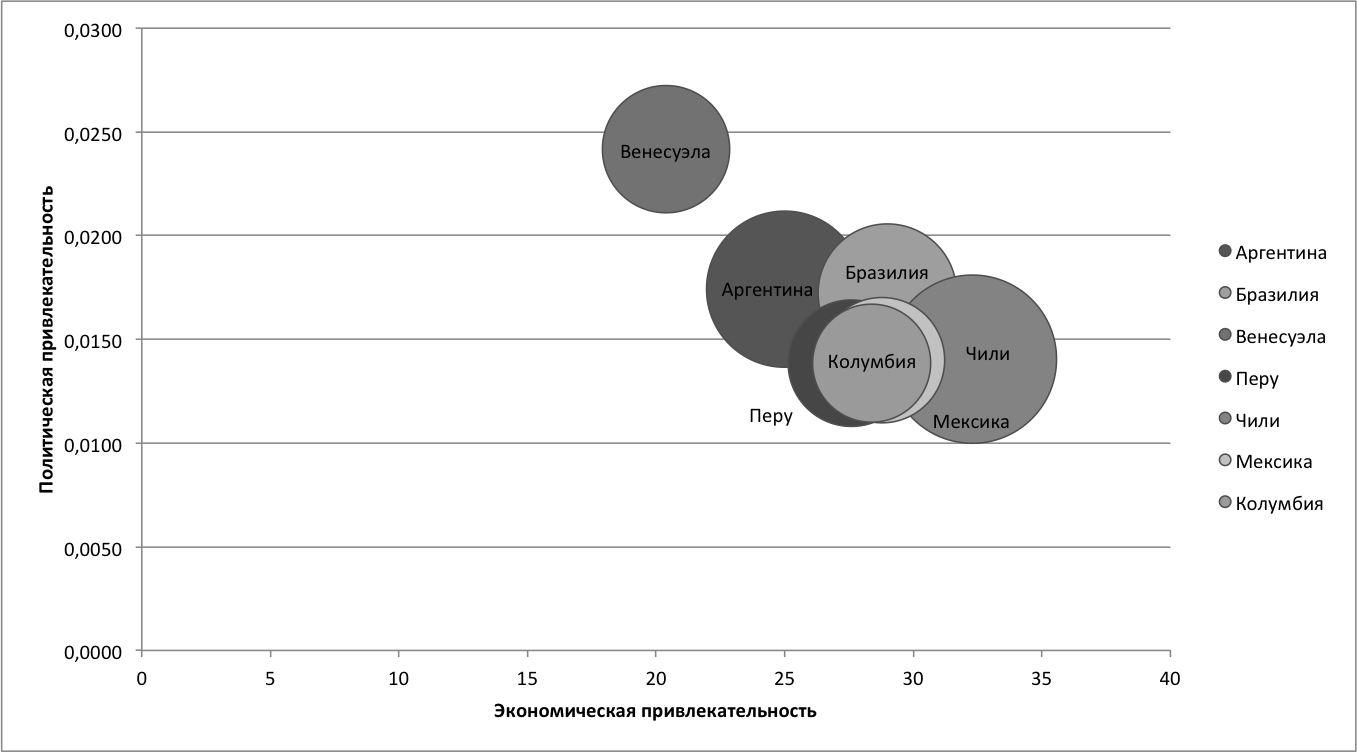 0,0300
0,0250
0,0200
0,0150
0,0100
0,0050
0,0000
Политическая привлекательность
Венесуэла
Бразилия
Аргентина
Чили
Колумбия
Перу
Мексика
0 5 10 15 20 25 30 35 40
Экономическая привлекательность
Аргентина
Бразилия
Венесуэла
Перу
Чили
Мексика
Колумбия